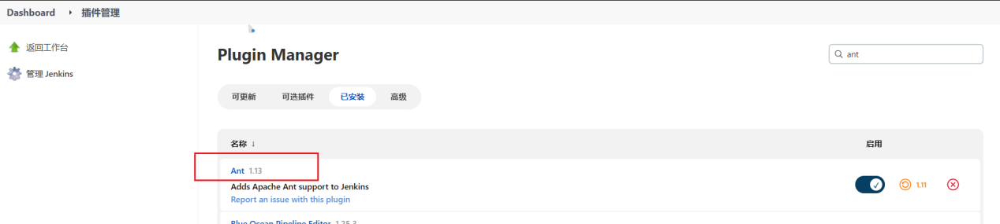 Dashboard 插件管理
返回工作台
管理 Jenkins
Plugin Manager
ant
可更新 可选插件 已安装 高级
名称 ↓ 启用
Ant 1.13
Adds Apache Ant support to Jenkins
1.11
Report an issue with this plugin
Blue Ocean Pipeline Editor 1.25.3